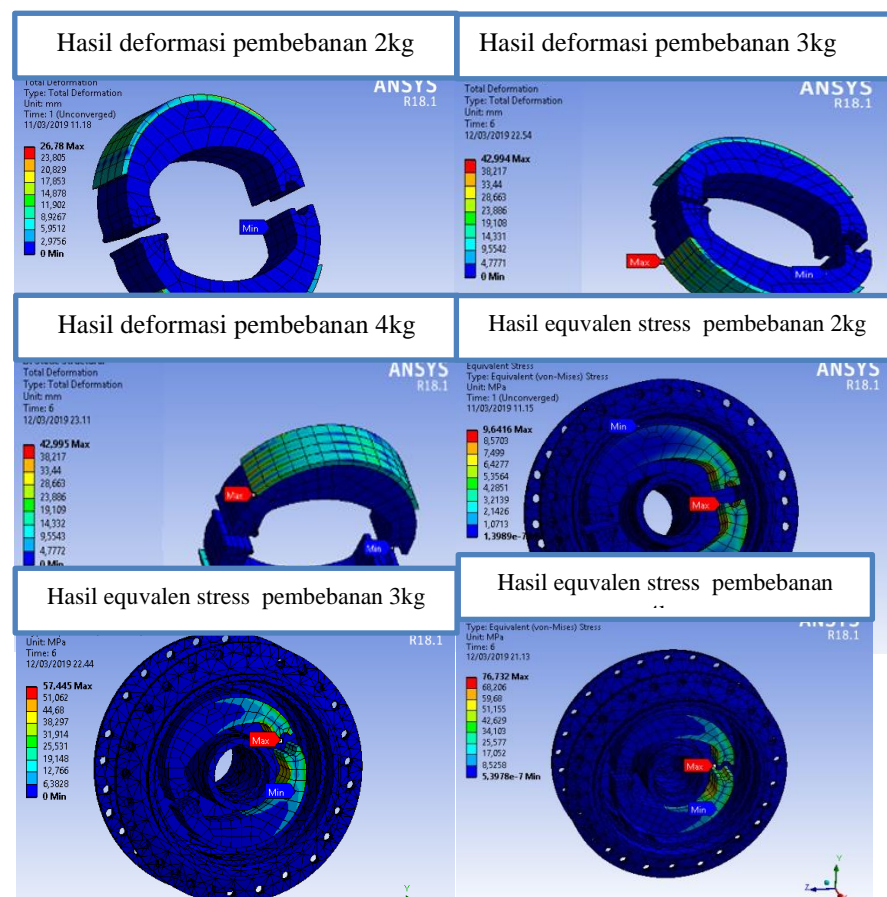 Hasil deformasi pembebanan 2kg
Total Deformation
Type: Total Deformation
Unit: mm
Time: 1 (Unconverged)
11/03/2019 11.18
ANSYS
R18.1
26,78 Max
23,805
20,829
17,853
14,878
11,902
8,9267
5,9512
2,9756
0 Min
Min
Hasil deformasi pembebanan 3kg
Total Deformation
Type: Total Deformation
Unit: mm
Time: 6
12/03/2019 22.54
ANSYS
R18.1
42,994 Max
38,217
33,44
28,663
23,886
19,108
14,331
9,5542
4,7771
0 Min
Max
Min
Hasil deformasi pembebanan 4kg
Total Deformation
Type: Total Deformation
Unit: mm
Time: 6
12/03/2019 23.11
ANSYS
R18.1
42,995 Max
38,217
33,44
28,663
23,886
19,109
14,332
9,5543
4,7772
0 Min
Max
Min
Hasil equvalen stress pembebanan 2kg
Equivalent Stress
Type: Equivalent (von-Mises) Stress
Unit: MPa
Time: 1 (Unconverged)
11/03/2019 11.15
ANSYS
R18.1
9,6416 Max
8,5703
7,499
6,4277
5,3564
4,2851
3,2139
2,1426
1,0713
1,3989e-7
Min
Max
Hasil equvalen stress pembebanan 3kg
Unit: MPa
Time: 6
12/03/2019 22.44
R18.1
57,445 Max
51,062
44,68
38,297
31,914
25,531
19,148
12,766
6,3828
0 Min
Max
Min
Y
Hasil equvalen stress pembebanan
Type: Equivalent (von-Mises) Stress
Unit: MPa
Time: 6
12/03/2019 21.13
ANSYS
R18.1
76,732 Max
68,206
59,68
51,155
42,629
34,103
25,577
17,052
8,5258
5,3978e-7 Min
Max
Min
Y
Z